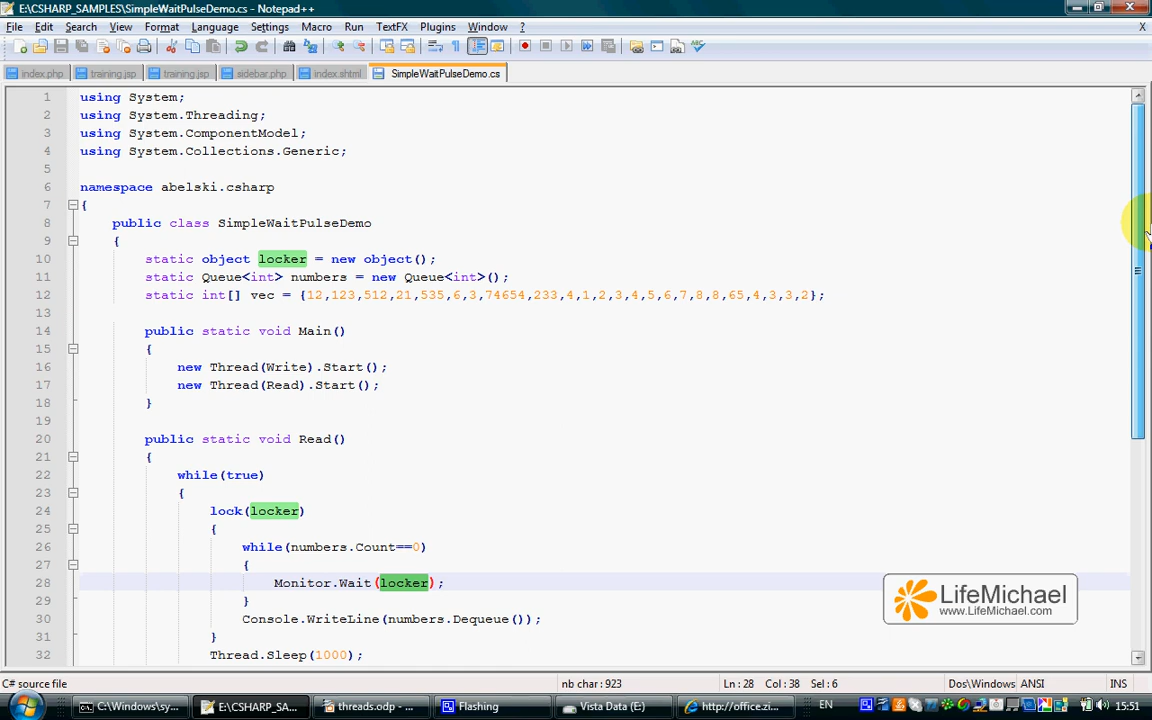 E:\CSHARP_SAMPLES\SimpleWaitPulseDemo.cs - Notepad++
File Edit Search View Format Language Settings Macro Run TextFX Plugins Window ? X
index.php training.jsp training.jsp sidebar.php index.shtml SimpleWaitPulseDemo.cs
1 using System;
2 using System.Threading;
3 using System.ComponentModel;
4 using System.Collections.Generic;
5
6 namespace abelski.csharp
7 {
8 public class SimpleWaitPulseDemo
9 {
10 static object locker = new object();
11 static Queue<int> numbers = new Queue<int>();
12 static int[] vec = {12,123,512,21,535,6,3,74654,233,4,1,2,3,4,5,6,7,8,8,65,4,3,3,2};
13
14 public static void Main()
15 {
16 new Thread(Write).Start();
17 new Thread(Read).Start();
18 }
19
20 public static void Read()
21 {
22 while(true)
23 {
24 lock(locker)
25 {
26 while(numbers.Count==0)
27 {
28 Monitor.Wait(locker);
29 }
30 Console.WriteLine(numbers.Dequeue());
31 }
32 Thread.Sleep(1000);
LifeMichael
www.LifeMichael.com
C# source file nb char : 923 Ln : 28 Col : 38 Sel : 6 Dos\Windows ANSI INS
C:\Windows\sy... E:\CSHARP_SA... threads.odp - ... Flashing Vista Data (E:) http://office.zi... EN 15:51